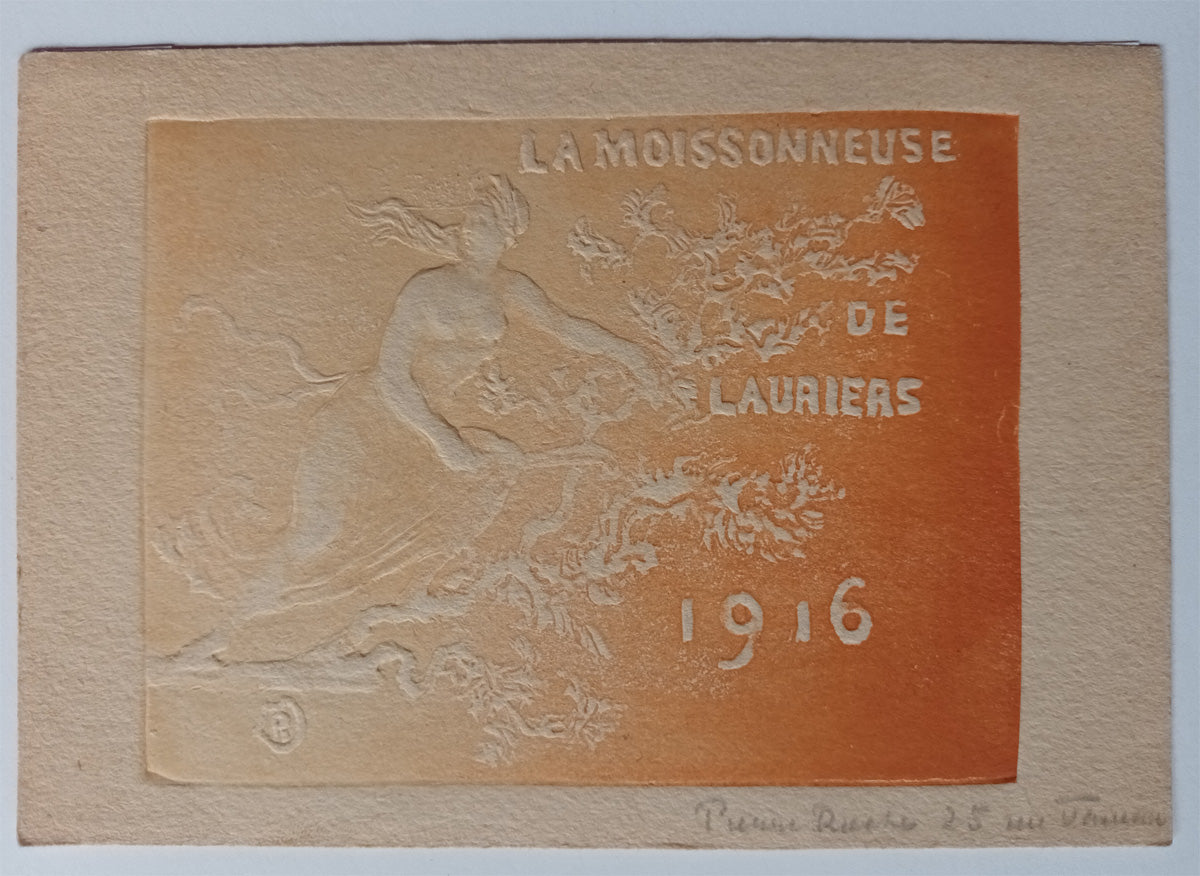 LA MOISSONNEUSE
DE
LAURIERS
1916
Pierre Roche 25 rue